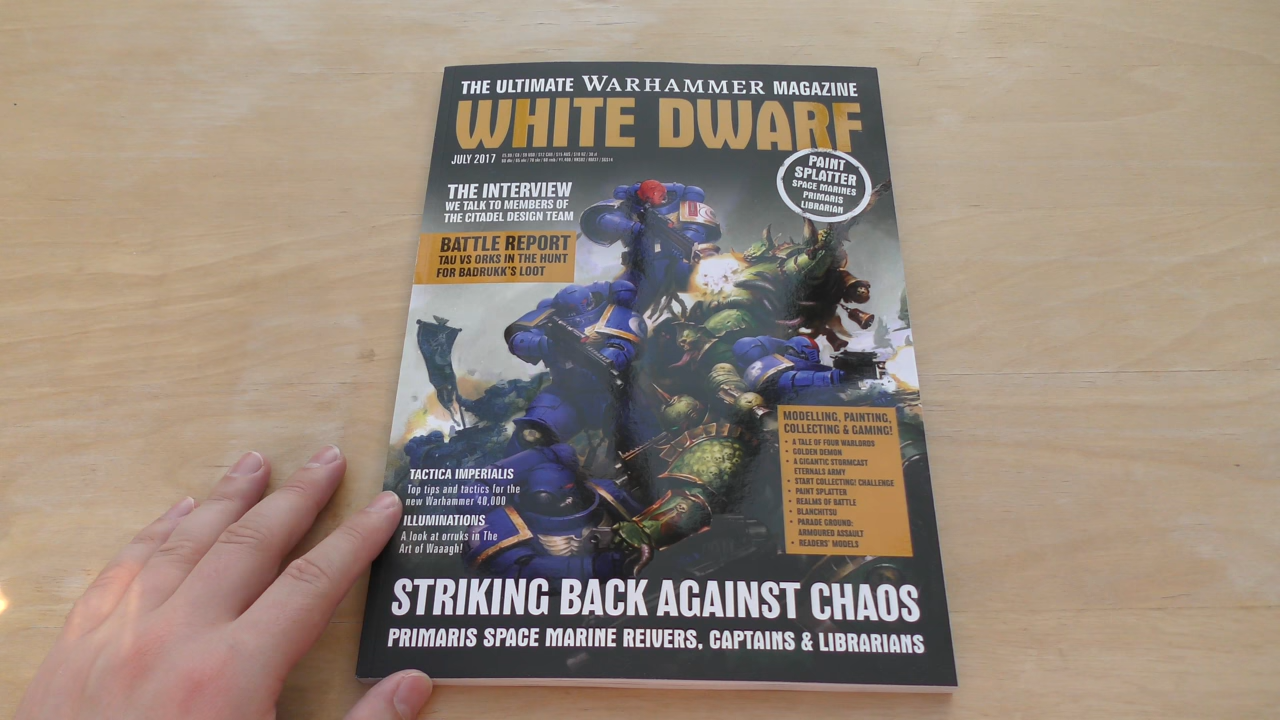 THE ULTIMATE WARHAMMER MAGAZINE
WHITE DWARF
JULY 2017
PAINT
SPLATTER
SPACE MARINES
PRIMARIS
LIBRARIAN
THE INTERVIEW
WE TALK TO MEMBERS OF
THE CITADEL DESIGN TEAM
BATTLE REPORT
TAU VS ORKS IN THE HUNT
FOR BADRUKK'S LOOT
MODELLING, PAINTING,
COLLECTING & GAMING!
• A TALE OF FOUR WARLORDS
• GOLDEN DEMON
• A GIGANTIC STORMCAST
ETERNALS ARMY
• START COLLECTING! CHALLENGE
• PAINT SPLATTER
• REALMS OF BATTLE
• BLANCHITSU
• PARADE GROUND:
ARMOURED ASSAULT
• READERS' MODELS
TACTICA IMPERIALIS
Top tips and tactics for the
new Warhammer 40,000
ILLUMINATIONS
A look at orruks in The
Art of Waaagh!
STRIKING BACK AGAINST CHAOS
PRIMARIS SPACE MARINE REIVERS, CAPTAINS & LIBRARIANS